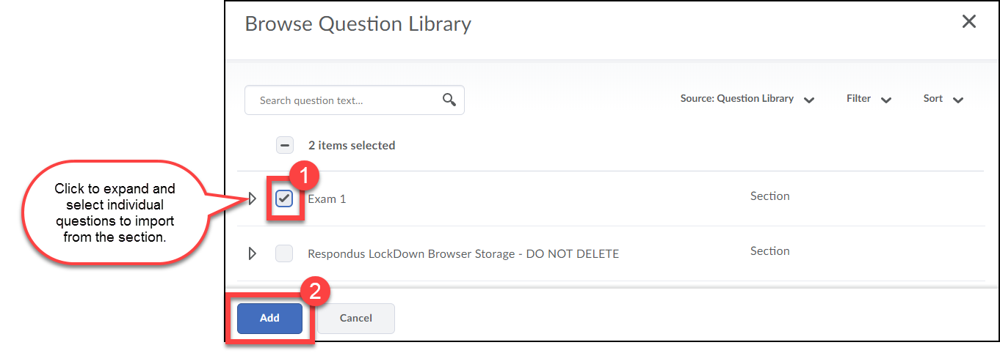 Browse Question Library
Search question text...
Source: Question Library
Filter
Sort
2 items selected
1
Click to expand and
select individual
questions to import
from the section.
Exam 1
Section
Respondus LockDown Browser Storage - DO NOT DELETE
Section
2
Add
Cancel